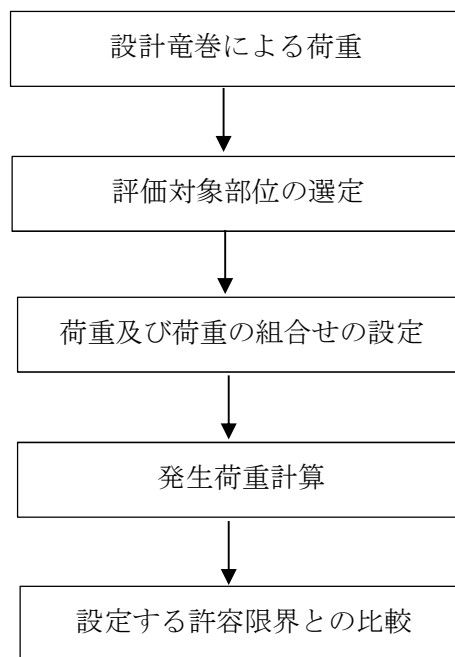 設計竜巻による荷重
評価対象部位の選定
荷重及び荷重の組合せの設定
発生荷重計算
設定する許容限界との比較